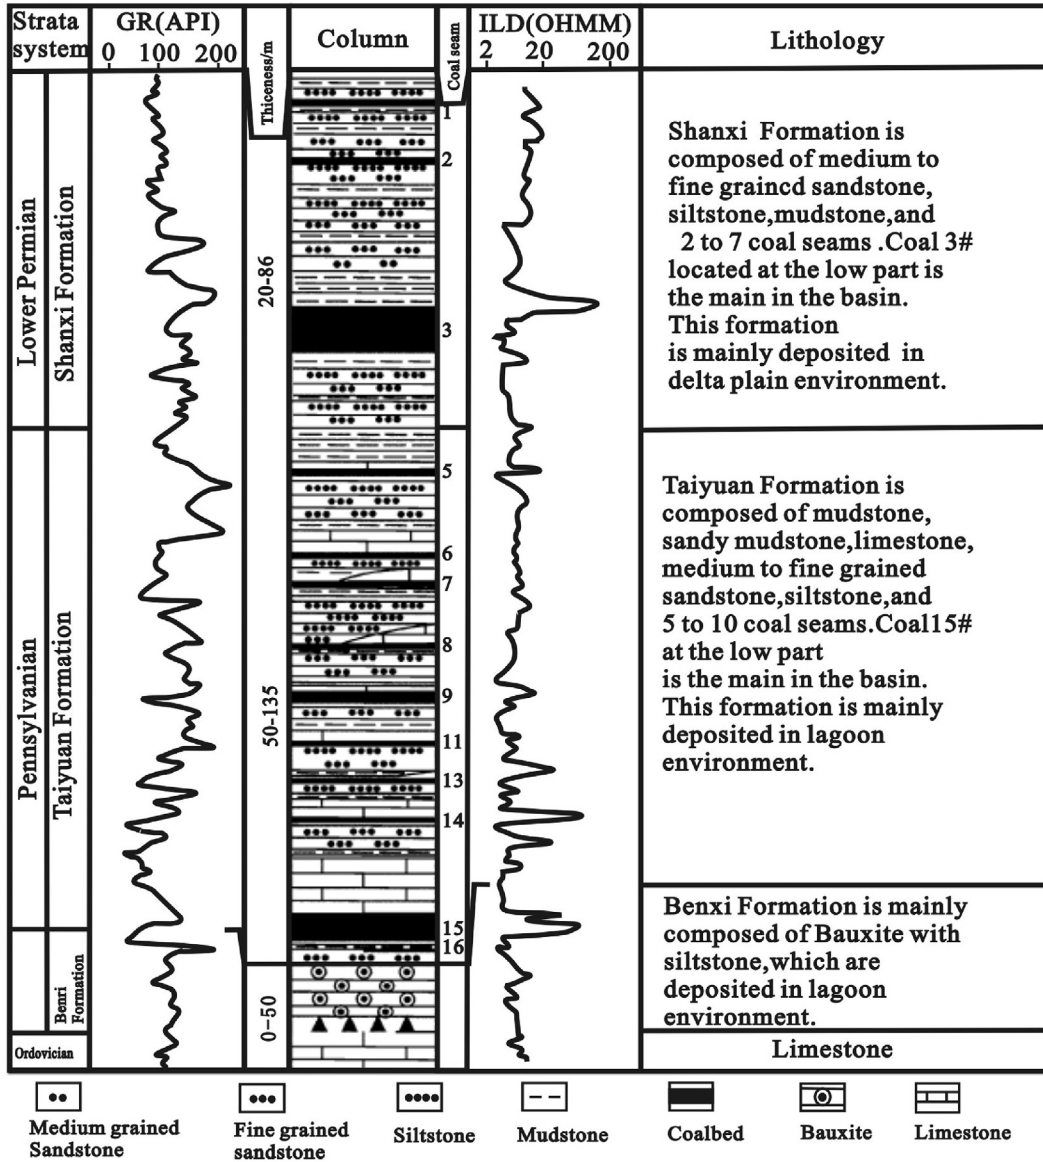 Strata
system
GR(API)
0 100 200
Thiceness/m
Column
Coal seam
ILD(OHMM)
2 20 200
Lithology
Lower Permian
Shanxi Formation
Pennsylvanian
Taiyuan Formation
Benri
Formation
Ordovician
20-86
50-135
0-50
1
2
3
5
6
7
8
9
11
13
14
15
16
Shanxi Formation is
composed of medium to
fine graincd sandstone,
siltstone,mudstone,and
2 to 7 coal seams .Coal 3#
located at the low part is
the main in the basin.
This formation
is mainly deposited in
delta plain environment.
Taiyuan Formation is
composed of mudstone,
sandy mudstone,limestone,
medium to fine grained
sandstone,siltstone,and
5 to 10 coal seams.Coal15#
at the low part
is the main in the basin.
This formation is mainly
deposited in lagoon
environment.
Benxi Formation is mainly
composed of Bauxite with
siltstone,which are
deposited in lagoon
environment.
Limestone
Medium grained
Sandstone
Fine grained
sandstone
Siltstone
Mudstone
Coalbed
Bauxite
Limestone